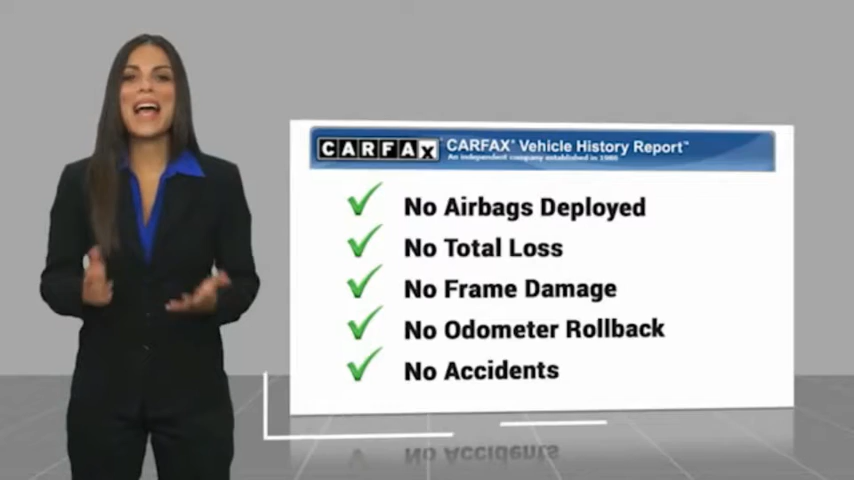 CARFAX CARFAX® Vehicle History Report™
An independent company established in 1986
No Airbags Deployed
No Total Loss
No Frame Damage
No Odometer Rollback
No Accidents
No Accidents